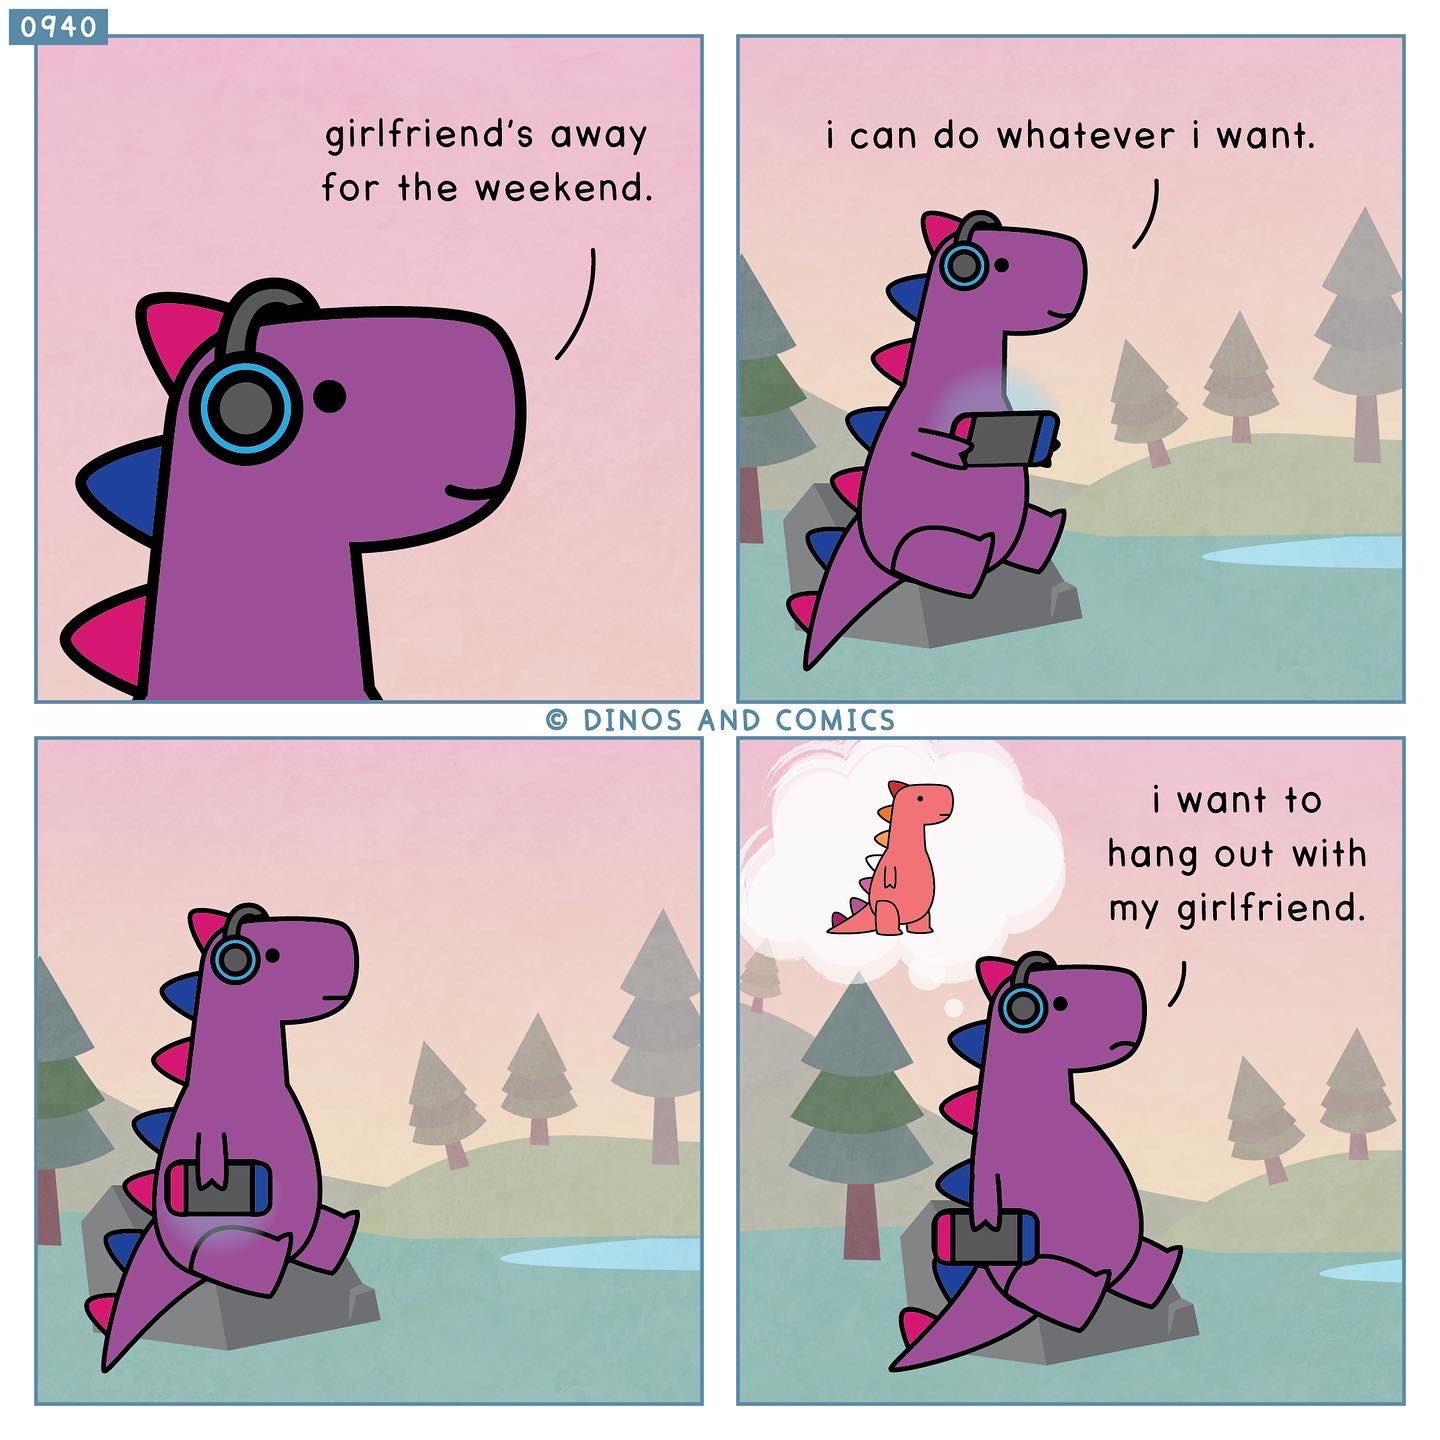 0940
girlfriend's away
for the weekend.
i can do whatever i want.
© DINOS AND COMICS
i want to
hang out with
my girlfriend.